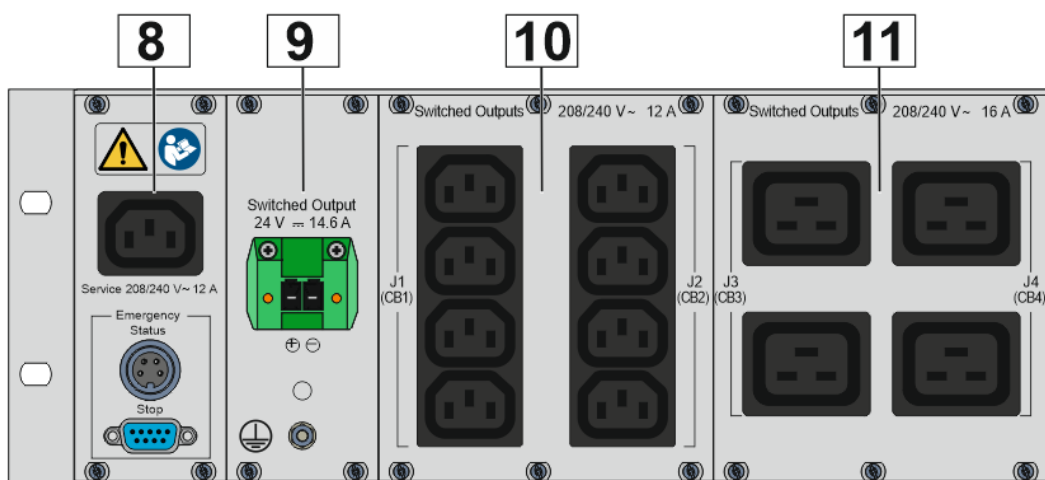 8
9
10
11
Service 208/240 V~ 12 A
Emergency
Status
Stop
Switched Output
24 V ⎓ 14.6 A
+ −
Switched Outputs 208/240 V~ 12 A
J1
(CB1)
J2
(CB2)
Switched Outputs 208/240 V~ 16 A
J3
(CB3)
J4
(CB4)